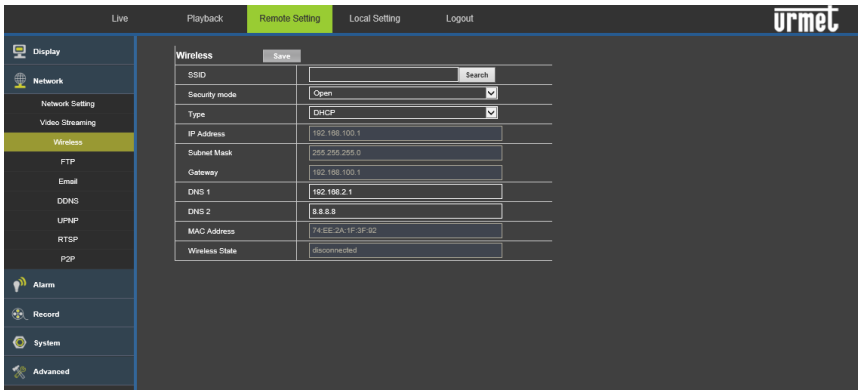 Live Playback Remote Setting Local Setting Logout urmet
Display
Network
Network Setting
Video Streaming
Wireless
FTP
Email
DDNS
UPNP
RTSP
P2P
Alarm
Record
System
Advanced
Wireless Save
SSID Search
Security mode Open
Type DHCP
IP Address 192.168.100.1
Subnet Mask 255.255.255.0
Gateway 192.168.100.1
DNS 1 192.168.2.1
DNS 2 8.8.8.8
MAC Address 74:EE:2A:1F:3F:92
Wireless State disconnected